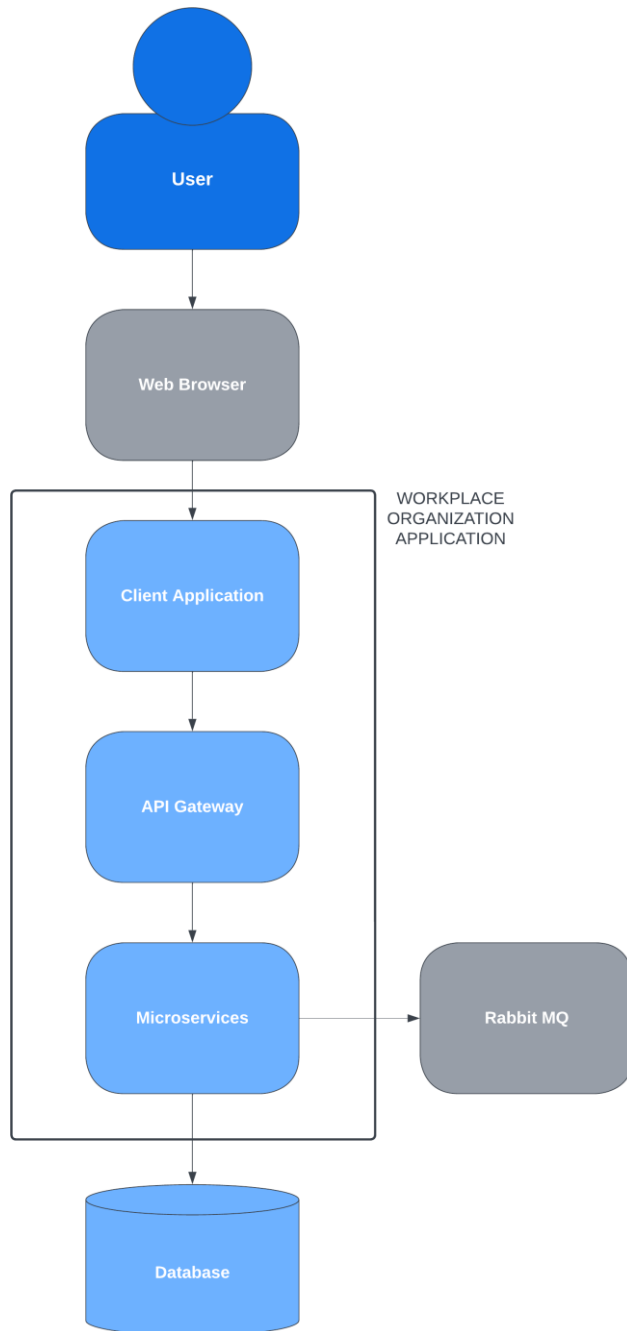 User
Web Browser
WORKPLACE
ORGANIZATION
APPLICATION
Client Application
API Gateway
Microservices
Rabbit MQ
Database